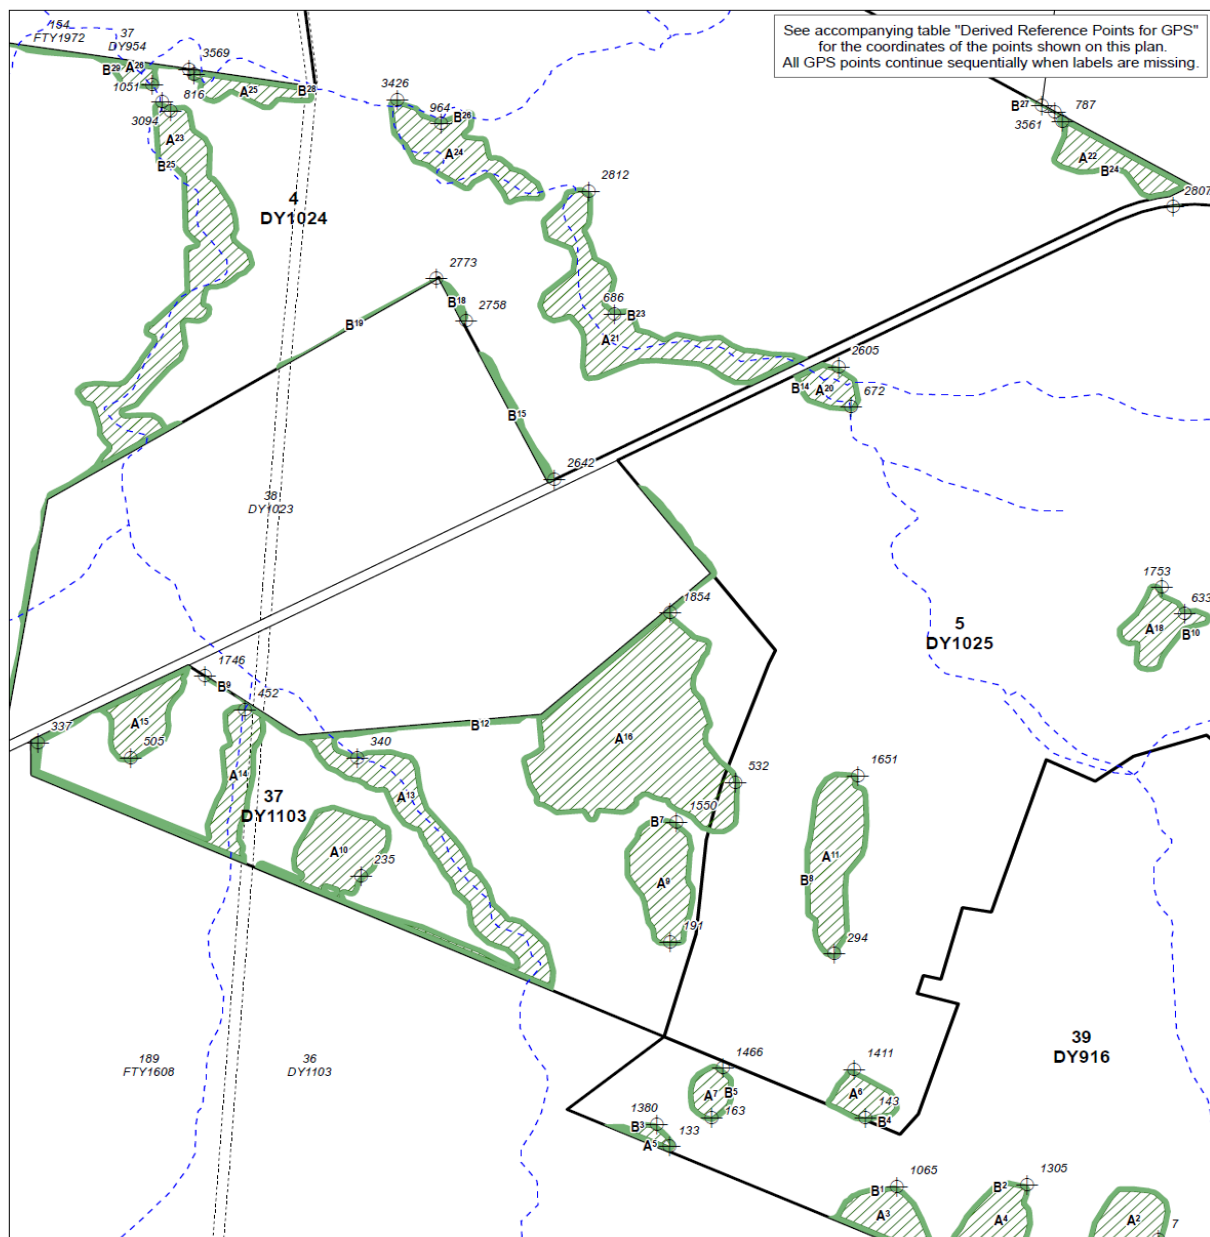 154
FTY1972
37
DY954
See accompanying table "Derived Reference Points for GPS"
for the coordinates of the points shown on this plan.
All GPS points continue sequentially when labels are missing.
3569
B29
A26
1051
816
A25
B28
3426
964
B26
B27
787
3561
3094
A23
A24
A22
B25
B24
2812
2807
4
DY1024
2773
B18
2758
686
B23
B19
A21
2605
B14
A20
672
B15
2642
38
DY1023
1753
1854
633
5
DY1025
A18
B10
1746
B9
452
337
A15
B12
505
340
A16
A14
A13
532
1651
37
DY1103
1550
B7
A10
235
A11
B8
A9
191
294
39
DY916
189
FTY1608
36
DY1103
1466
1411
A7
B5
A6
143
163
B4
1380
B3
A5
133
1065
1305
B1
B2
A3
A4
A2
7